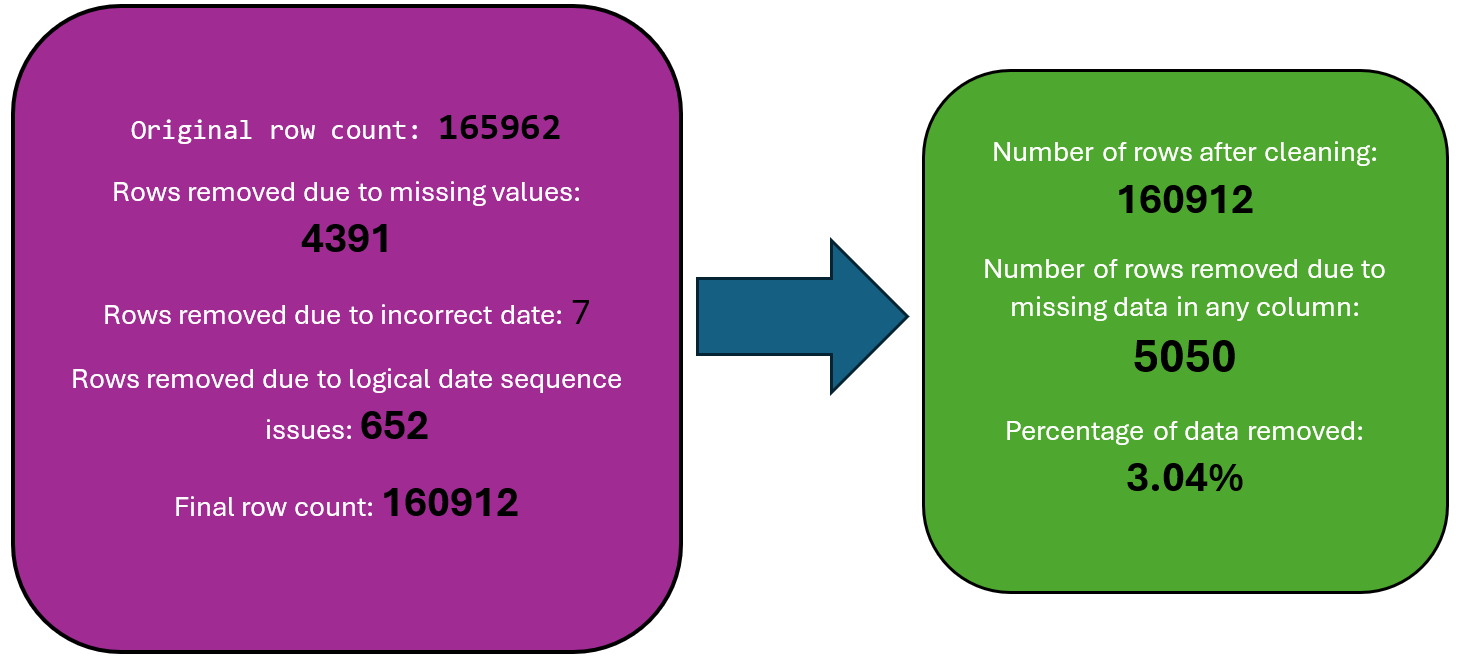 Original row count: 165962
Rows removed due to missing values:
4391
Rows removed due to incorrect date: 7
Rows removed due to logical date sequence
issues: 652
Final row count: 160912
Number of rows after cleaning:
160912
Number of rows removed due to
missing data in any column:
5050
Percentage of data removed:
3.04%